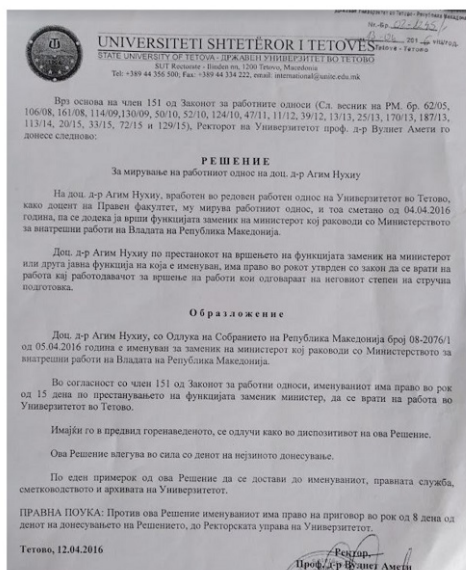 Државен Универзитет во Тетово - Република Македонија
UNIVERSITETI SHTETËROR I TETOVËS
STATE UNIVERSITY OF TETOVA - ДРЖАВЕН УНИВЕРЗИТЕТ ВО ТЕТОВО
SUT Rectorate - Ilinden nn, 1200 Tetovo, Macedonia
Tel: +389 44 356 500; Fax: +389 44 334 222, email: international@unite.edu.mk
Врз основа на член 151 од Законот за работните односи (Сл. весник на РМ. бр. 62/05,
106/08, 161/08, 114/09,130/09, 50/10, 52/10, 124/10, 47/11, 11/12, 39/12, 13/13, 25/13, 170/13, 187/13,
113/14, 20/15, 33/15, 72/15 и 129/15), Ректорот на Универзитетот проф. д-р Вулнет Амети го
донесе следново:
РЕШЕНИЕ
За мирување на работниот однос на доц. д-р Агим Нухиу
На доц. д-р Агим Нухиу, вработен во редовен работен однос на Универзитетот во Тетово,
како доцент на Правен факултет, му мирува работниот однос, и тоа сметано од 04.04.2016
година, па се додека ја врши функцијата заменик на министерот кој раководи со Министерството
за внатрешни работи на Владата на Република Македонија.
Доц. д-р Агим Нухиу по престанокот на вршењето на функцијата заменик на министерот
или друга јавна функција на која е именуван, има право во рокот утврден со закон да се врати на
работа кај работодавачот за вршење на работи кои одговараат на неговиот степен на стручна
подготовка.
Образложение
Доц. д-р Агим Нухиу, со Одлука на Собранието на Република Македонија број 08-2076/1
од 05.04.2016 година е именуван за заменик на министерот кој раководи со Министерството за
внатрешни работи на Владата на Република Македонија.
Во согласност со член 151 од Законот за работни односи, именуваниот има право во рок
од 15 дена по престанувањето на функцијата заменик министер, да се врати на работа во
Универзитетот во Тетово.
Имајќи го в предвид горенаведеното, се одлучи како во диспозитивот на ова Решение.
Ова Решение влегува во сила со денот на нејзиното донесување.
По еден примерок од ова Решение да се достави до именуваниот, правната служба,
сметководството и архивата на Универзитетот.
ПРАВНА ПОУКА: Против ова Решение именуваниот има право на приговор во рок од 8 дена од
денот на донесувањето на Решението, до Ректорската управа на Универзитетот.
Тетово, 12.04.2016
Ректор,
Проф. д-р Вулнет Амети